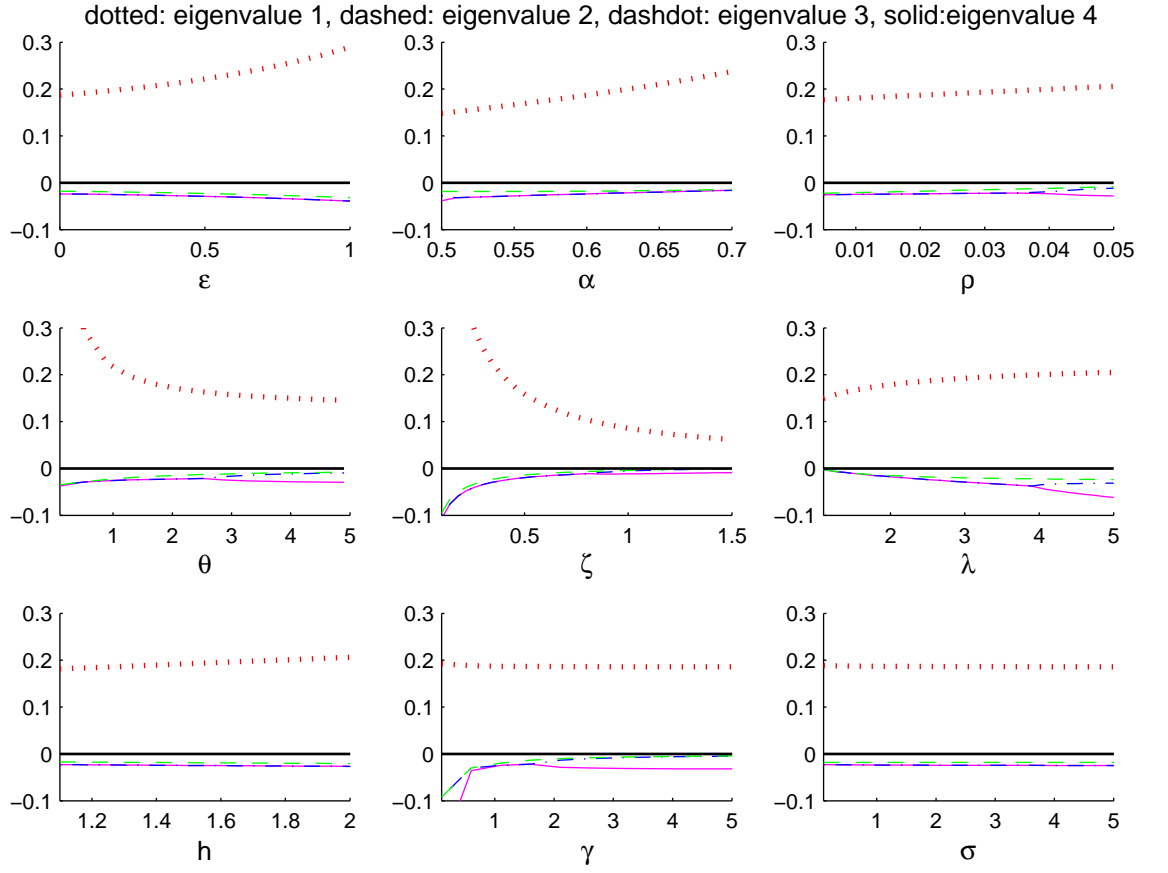 dotted: eigenvalue 1, dashed: eigenvalue 2, dashdot: eigenvalue 3, solid:eigenvalue 4
0.3
0.2
0.1
0
−0.1
0 0.5 1
ε
0.3
0.2
0.1
0
−0.1
0.5 0.55 0.6 0.65 0.7
α
0.3
0.2
0.1
0
−0.1
0.01 0.02 0.03 0.04 0.05
ρ
0.3
0.2
0.1
0
−0.1
1 2 3 4 5
θ
0.3
0.2
0.1
0
−0.1
0.5 1 1.5
ζ
0.3
0.2
0.1
0
−0.1
2 3 4 5
λ
0.3
0.2
0.1
0
−0.1
1.2 1.4 1.6 1.8 2
h
0.3
0.2
0.1
0
−0.1
1 2 3 4 5
γ
0.3
0.2
0.1
0
−0.1
1 2 3 4 5
σ